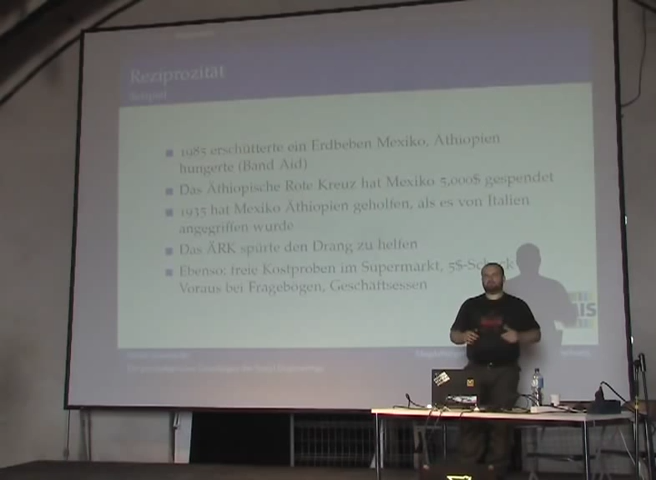 Reziprozität
Beispiel
1985 erschütterte ein Erdbeben Mexiko, Äthiopien
hungerte (Band Aid)
Das Äthiopische Rote Kreuz hat Mexiko 5,000$ gespendet
1935 hat Mexiko Äthiopien geholfen, als es von Italien
angegriffen wurde
Das ÄRK spürte den Drang zu helfen
Ebenso: freie Kostproben im Supermarkt, 5$-Scheck
Voraus bei Fragebögen, Geschäftsessen